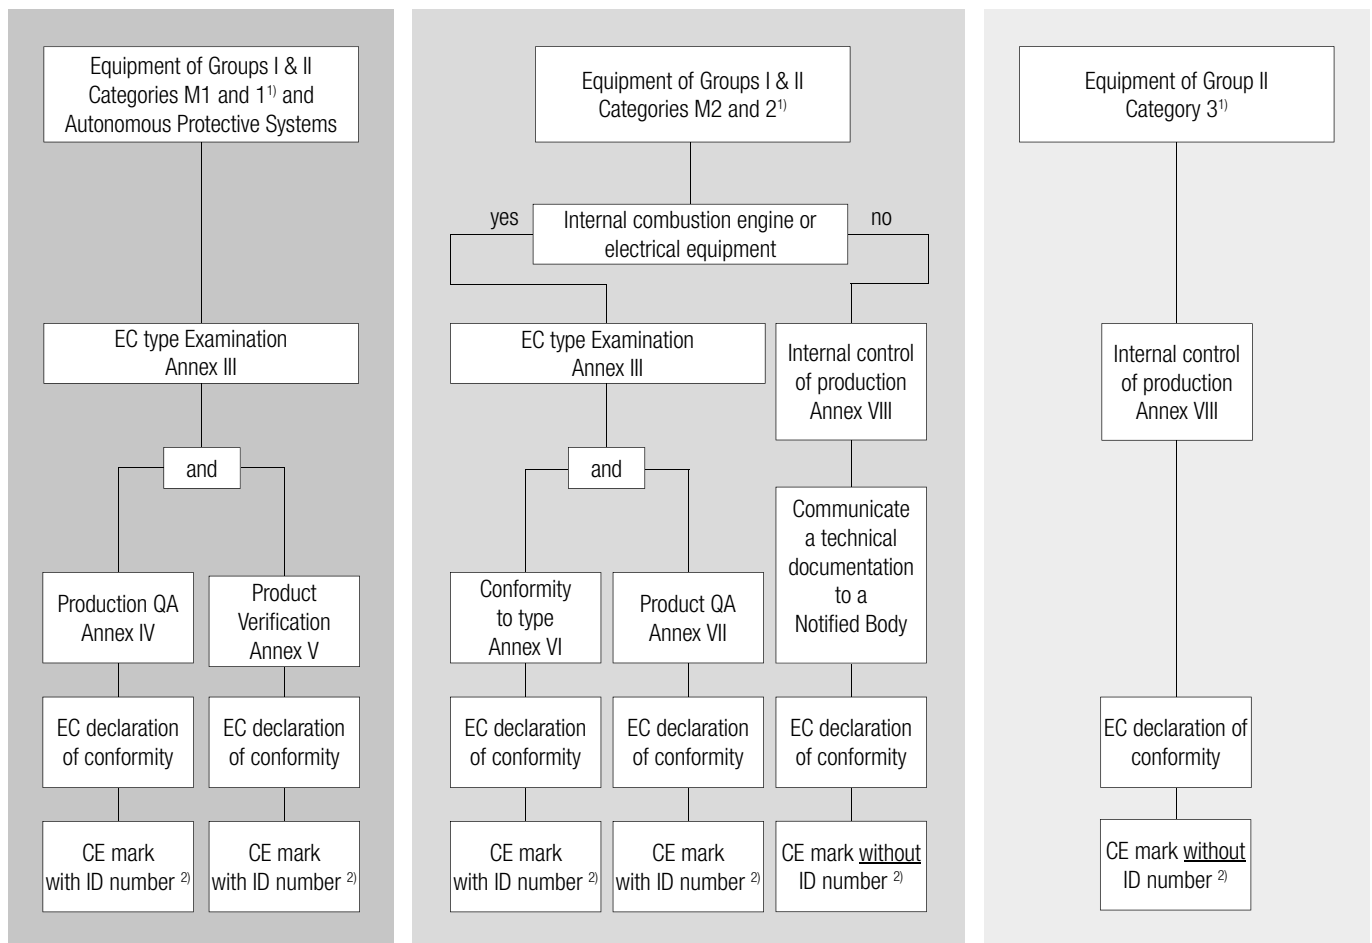 Equipment of Groups I & II
Categories M1 and 1 1) and
Autonomous Protective Systems
EC type Examination
Annex III
and
Production QA
Annex IV
Product
Verification
Annex V
EC declaration
of conformity
EC declaration
of conformity
CE mark
with ID number 2)
CE mark
with ID number 2)
Equipment of Groups I & II
Categories M2 and 2 1)
yes
Internal combustion engine or
electrical equipment
no
EC type Examination
Annex III
and
Conformity
to type
Annex VI
Product QA
Annex VII
Internal control
of production
Annex VIII
Communicate
a technical
documentation
to a
Notified Body
EC declaration
of conformity
EC declaration
of conformity
EC declaration
of conformity
CE mark
with ID number 2)
CE mark
with ID number 2)
CE mark without
ID number 2)
Equipment of Group II
Category 3 1)
Internal control
of production
Annex VIII
EC declaration of
conformity
CE mark without
ID number 2)